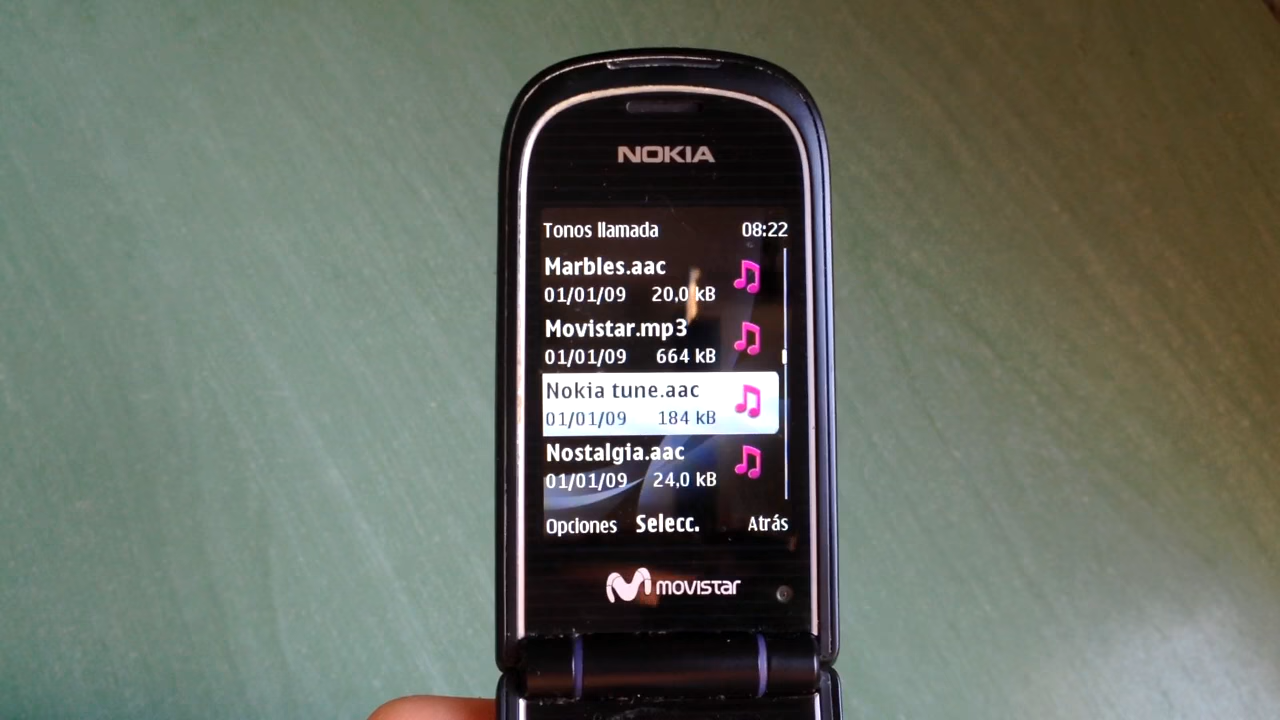 NOKIA
Tonos llamada 08:22
Marbles.aac
01/01/09 20,0 kB
Movistar.mp3
01/01/09 664 kB
Nokia tune.aac
01/01/09 184 kB
Nostalgia.aac
01/01/09 24,0 kB
Opciones Selecc. Atrás
movistar